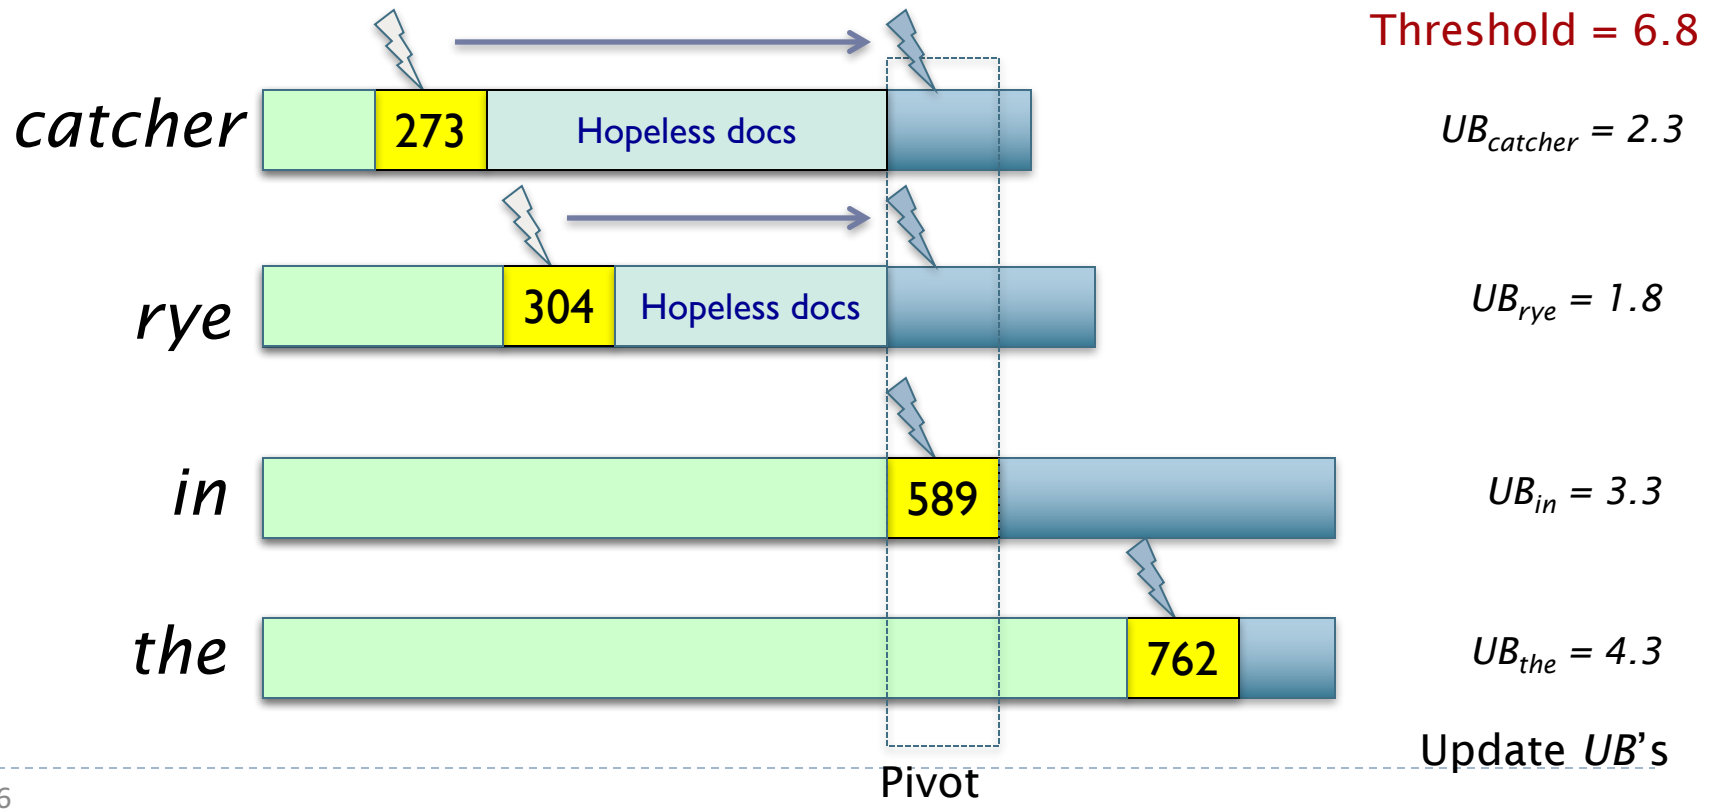 Threshold = 6.8
catcher 273 Hopeless docs UBcatcher = 2.3
rye 304 Hopeless docs UBrye = 1.8
in 589 UBin = 3.3
the 762 UBthe = 4.3
Update UB's
Pivot
6